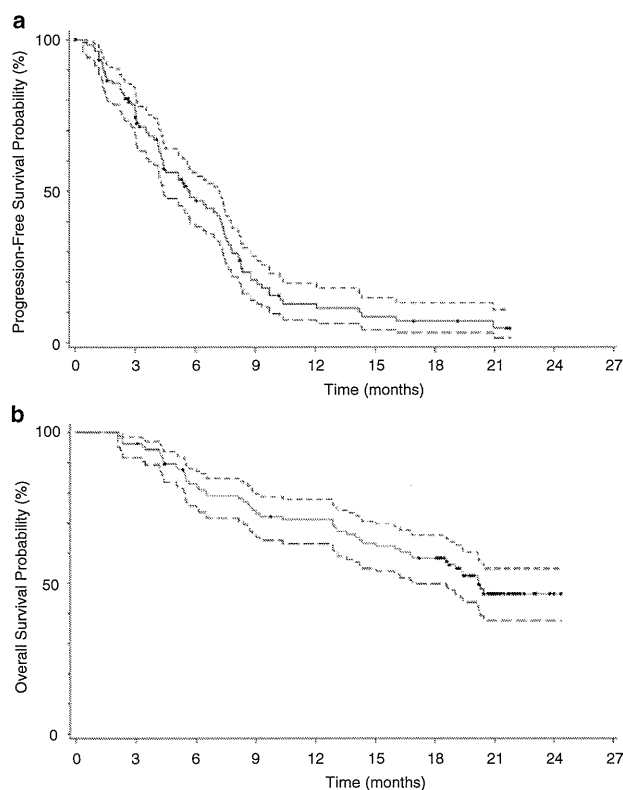 a
Progression-Free Survival Probability (%)
100
50
0
0 3 6 9 12 15 18 21 24 27
Time (months)
b
Overall Survival Probability (%)
100
50
0
0 3 6 9 12 15 18 21 24 27
Time (months)